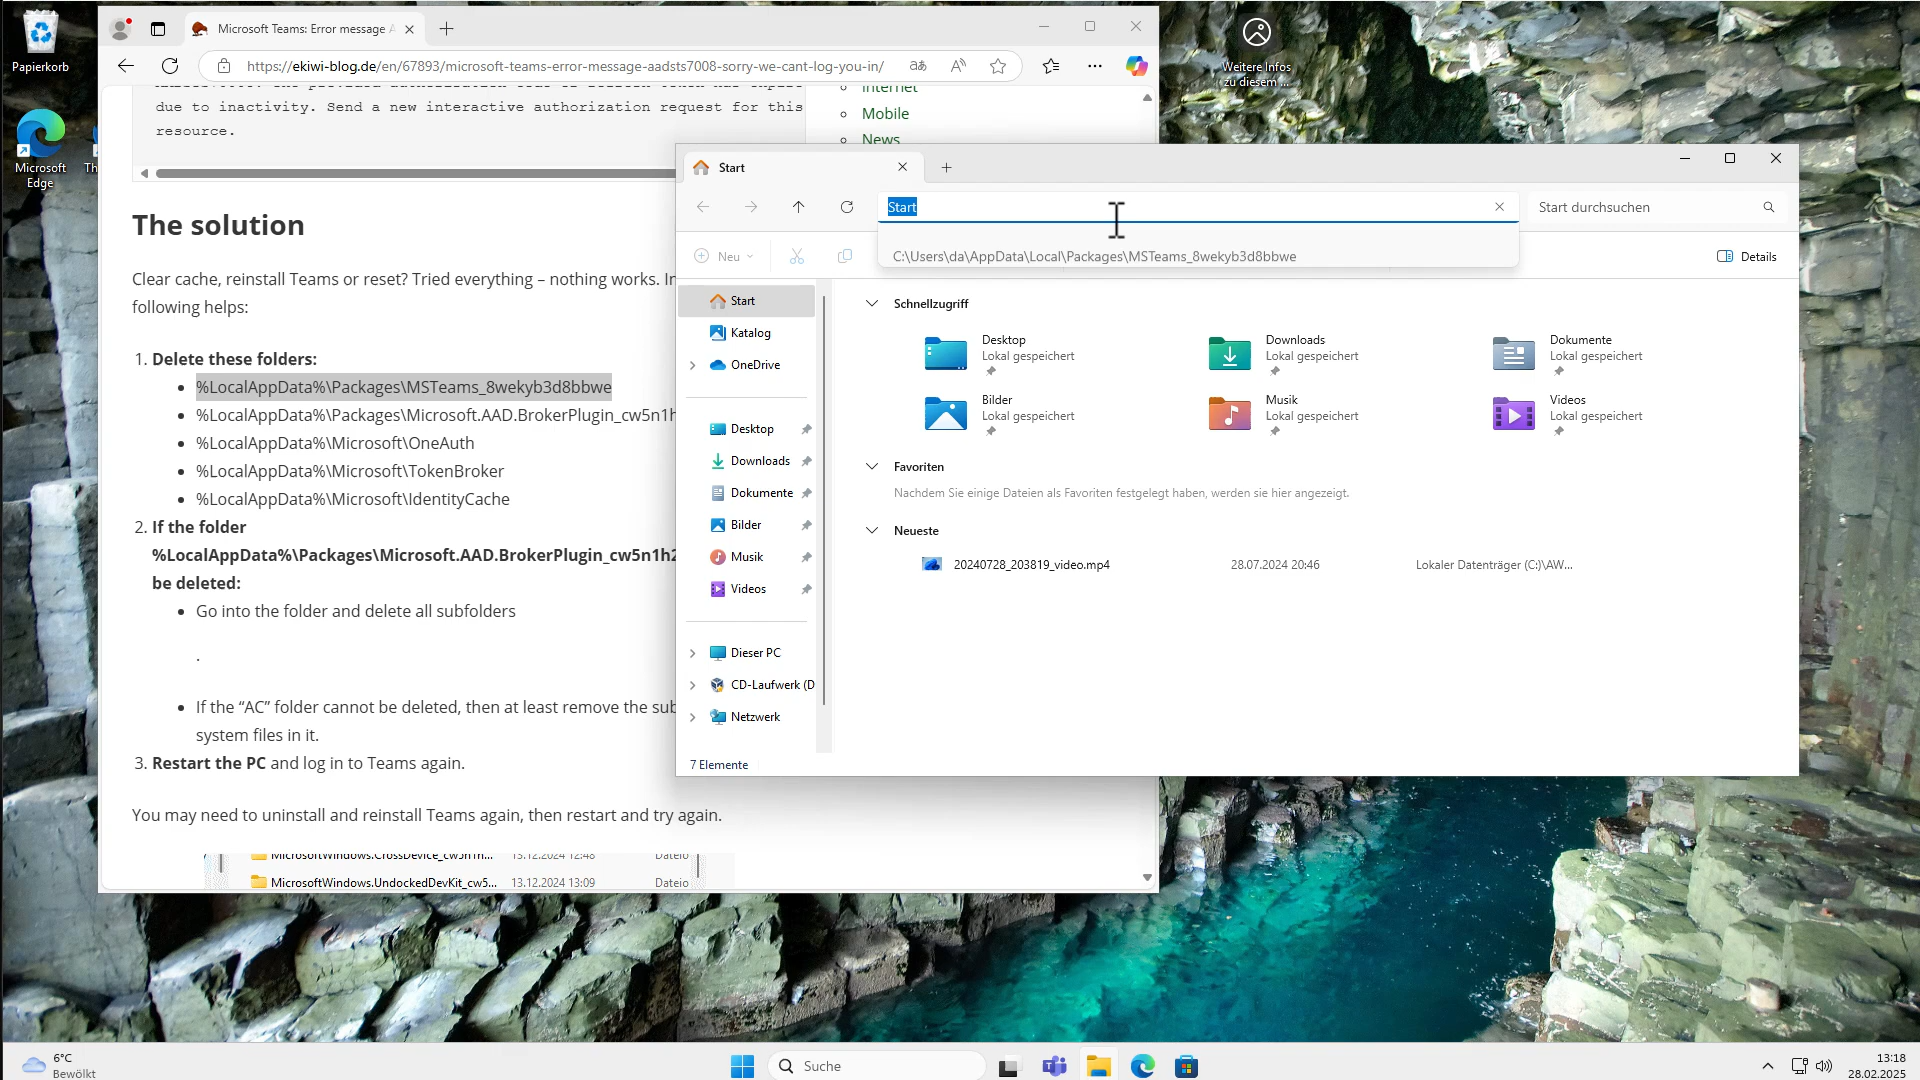 Papierkorb
Microsoft
Edge
Th
Weitere Infos
zu diesem ...
Microsoft Teams: Error message A
https://ekiwi-blog.de/en/67893/microsoft-teams-error-message-aadsts7008-sorry-we-cant-log-you-in/
due to inactivity. Send a new interactive authorization request for this
resource.
Internet
Mobile
News
The solution
Clear cache, reinstall Teams or reset? Tried everything – nothing works. In
following helps:
1. Delete these folders:
%LocalAppData%\Packages\MSTeams_8wekyb3d8bbwe
%LocalAppData%\Packages\Microsoft.AAD.BrokerPlugin_cw5n1h
%LocalAppData%\Microsoft\OneAuth
%LocalAppData%\Microsoft\TokenBroker
%LocalAppData%\Microsoft\IdentityCache
2. If the folder
%LocalAppData%\Packages\Microsoft.AAD.BrokerPlugin_cw5n1h2
be deleted:
Go into the folder and delete all subfolders
.
If the “AC” folder cannot be deleted, then at least remove the sub
system files in it.
3. Restart the PC and log in to Teams again.
You may need to uninstall and reinstall Teams again, then restart and try again.
MicrosoftWindows.CrossDevice_cw5n1h... 13.12.2024 12:48 Dateio
MicrosoftWindows.UndockedDevKit_cw5... 13.12.2024 13:09 Dateio
Start
Start
Start durchsuchen
C:\Users\da\AppData\Local\Packages\MSTeams_8wekyb3d8bbwe
Neu
Details
Start
Katalog
OneDrive
Desktop
Downloads
Dokumente
Bilder
Musik
Videos
Dieser PC
CD-Laufwerk (D
Netzwerk
Schnellzugriff
Desktop
Lokal gespeichert
Downloads
Lokal gespeichert
Dokumente
Lokal gespeichert
Bilder
Lokal gespeichert
Musik
Lokal gespeichert
Videos
Lokal gespeichert
Favoriten
Nachdem Sie einige Dateien als Favoriten festgelegt haben, werden sie hier angezeigt.
Neueste
20240728_203819_video.mp4 28.07.2024 20:46 Lokaler Datenträger (C:)\AW...
7 Elemente
6°C
Bewölkt
Suche
13:18
28.02.2025